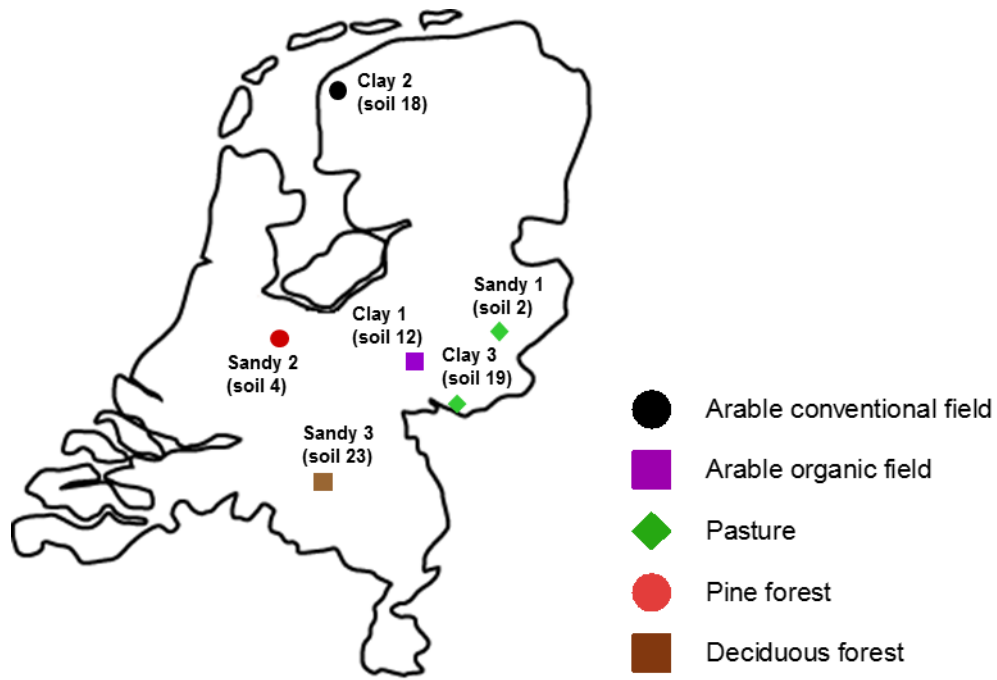 Clay 2
(soil 18)
Sandy 1
(soil 2)
Clay 1
(soil 12)
Clay 3
(soil 19)
Sandy 2
(soil 4)
Sandy 3
(soil 23)
Arable conventional field
Arable organic field
Pasture
Pine forest
Deciduous forest